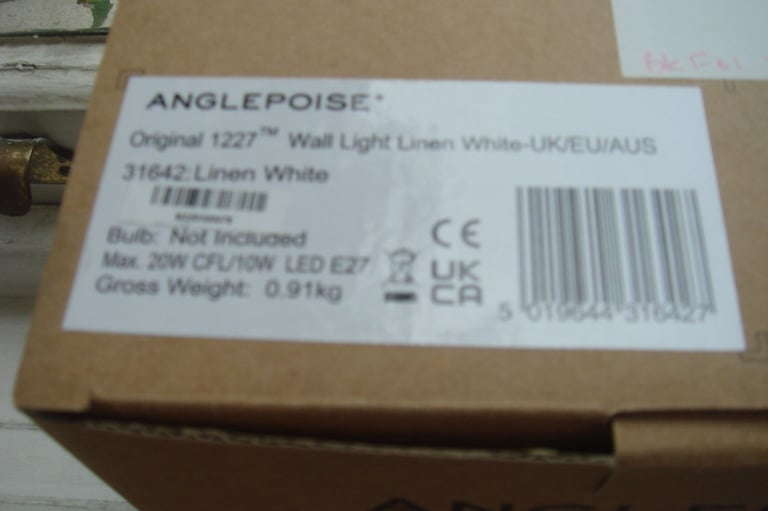 ANGLEPOISE®
Original 1227™ Wall Light Linen White-UK/EU/AUS
31642:Linen White
Bulb: Not Included
Max. 20W CFL/10W LED E27
Gross Weight: 0.91kg
CE
UK
CA
5 019644 316427